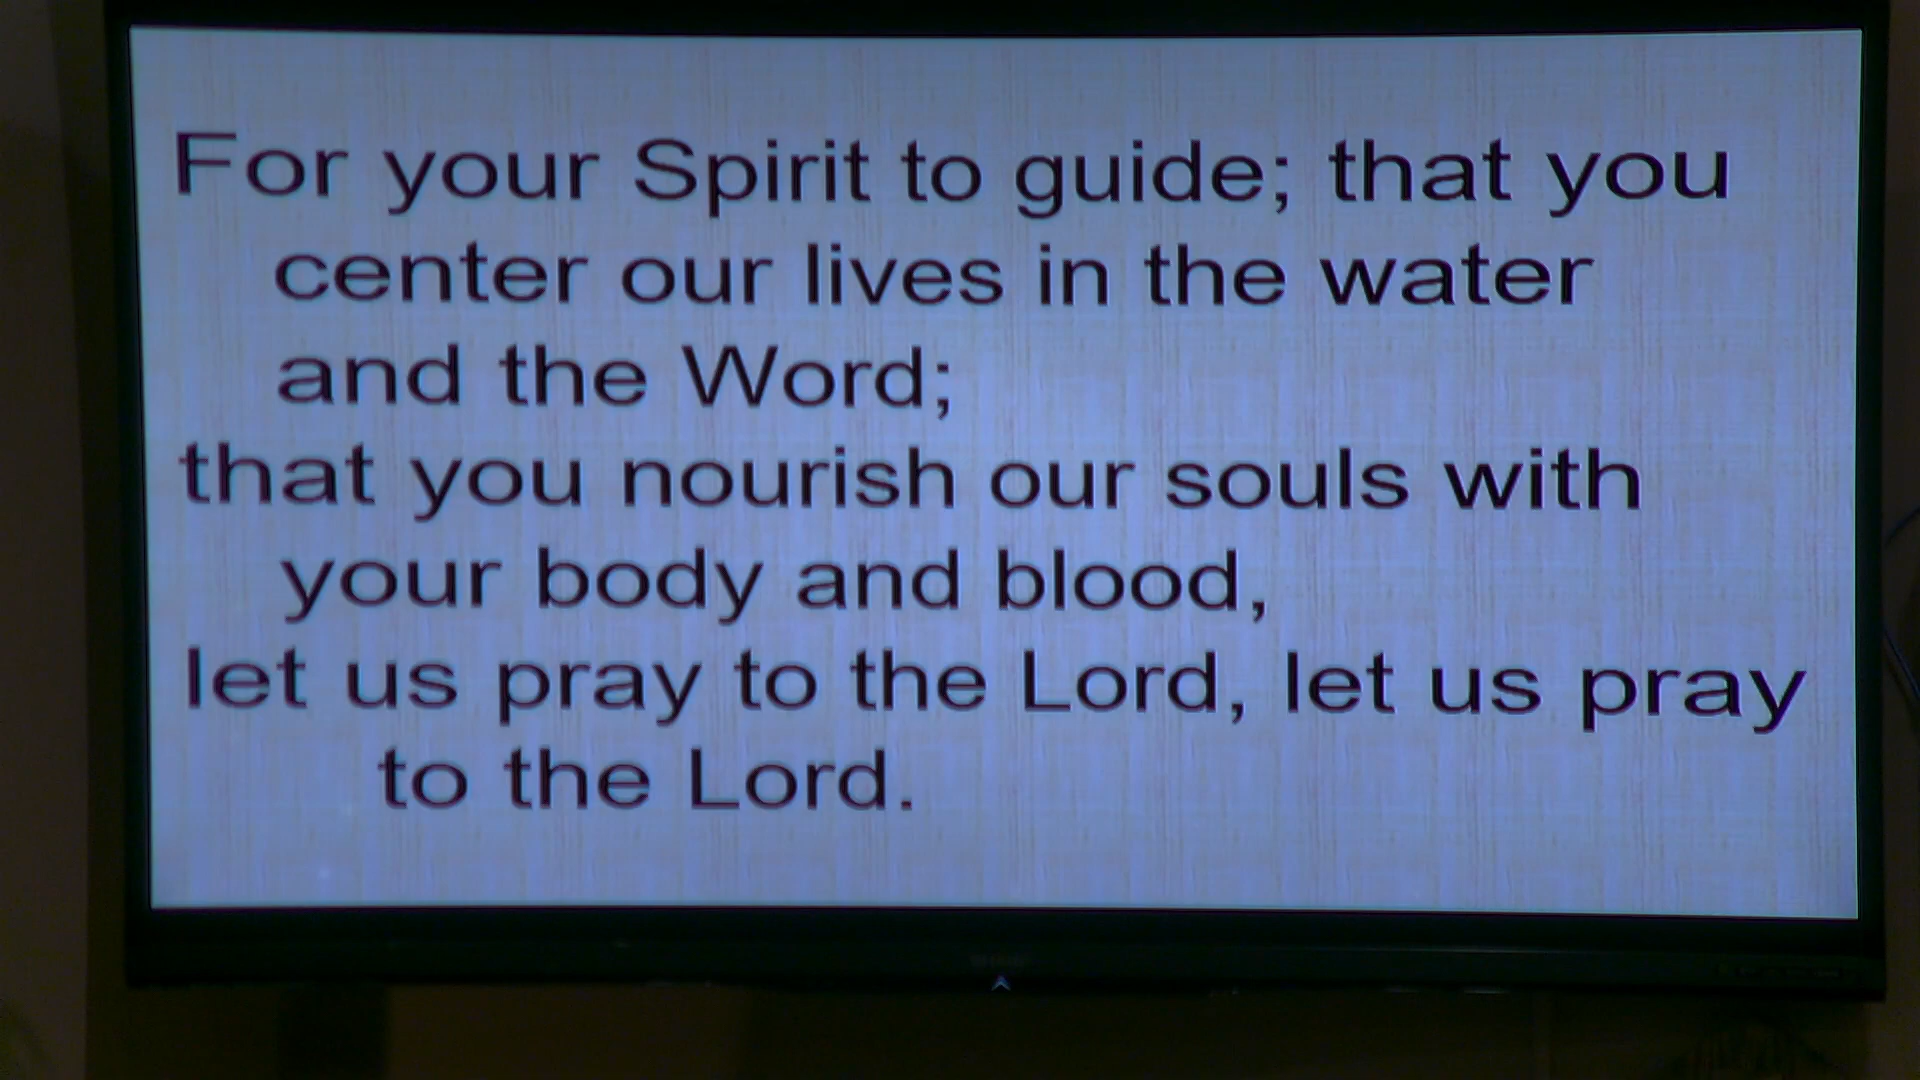 For your Spirit to guide; that you
center our lives in the water
and the Word;
that you nourish our souls with
your body and blood,
let us pray to the Lord, let us pray
to the Lord.